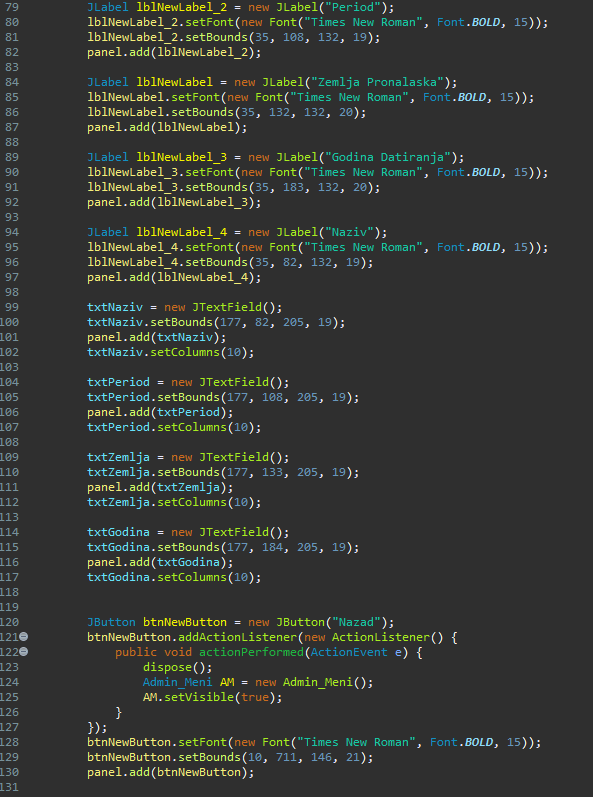 79 JLabel lblNewLabel_2 = new JLabel("Period");
80 lblNewLabel_2.setFont(new Font("Times New Roman", Font.BOLD, 15));
81 lblNewLabel_2.setBounds(35, 108, 132, 19);
82 panel.add(lblNewLabel_2);
83
84 JLabel lblNewLabel = new JLabel("Zemlja Pronalaska");
85 lblNewLabel.setFont(new Font("Times New Roman", Font.BOLD, 15));
86 lblNewLabel.setBounds(35, 132, 132, 20);
87 panel.add(lblNewLabel);
88
89 JLabel lblNewLabel_3 = new JLabel("Godina Datiranja");
90 lblNewLabel_3.setFont(new Font("Times New Roman", Font.BOLD, 15));
91 lblNewLabel_3.setBounds(35, 183, 132, 20);
92 panel.add(lblNewLabel_3);
93
94 JLabel lblNewLabel_4 = new JLabel("Naziv");
95 lblNewLabel_4.setFont(new Font("Times New Roman", Font.BOLD, 15));
96 lblNewLabel_4.setBounds(35, 82, 132, 19);
97 panel.add(lblNewLabel_4);
98
99 txtNaziv = new JTextField();
100 txtNaziv.setBounds(177, 82, 205, 19);
101 panel.add(txtNaziv);
102 txtNaziv.setColumns(10);
103
104 txtPeriod = new JTextField();
105 txtPeriod.setBounds(177, 108, 205, 19);
106 panel.add(txtPeriod);
107 txtPeriod.setColumns(10);
108
109 txtZemlja = new JTextField();
110 txtZemlja.setBounds(177, 133, 205, 19);
111 panel.add(txtZemlja);
112 txtZemlja.setColumns(10);
113
114 txtGodina = new JTextField();
115 txtGodina.setBounds(177, 184, 205, 19);
116 panel.add(txtGodina);
117 txtGodina.setColumns(10);
118
119
120 JButton btnNewButton = new JButton("Nazad");
121 btnNewButton.addActionListener(new ActionListener() {
122 public void actionPerformed(ActionEvent e) {
123 dispose();
124 Admin_Meni AM = new Admin_Meni();
125 AM.setVisible(true);
126 }
127 });
128 btnNewButton.setFont(new Font("Times New Roman", Font.BOLD, 15));
129 btnNewButton.setBounds(10, 711, 146, 21);
130 panel.add(btnNewButton);
131